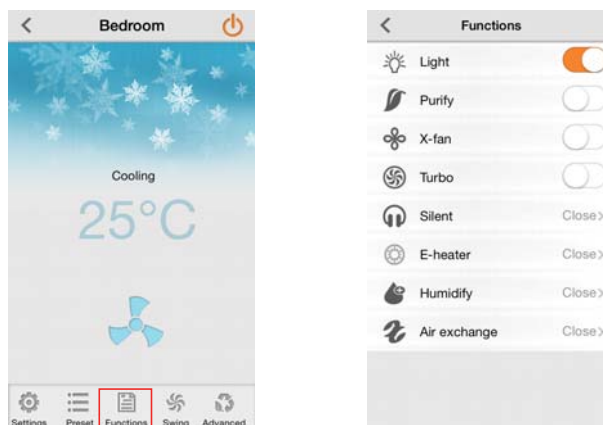 Bedroom
Cooling
25°C
Settings Preset Functions Swing Advanced
Functions
Light
Purify
X-fan
Turbo
Silent Close
E-heater Close
Humidify Close
Air exchange Close